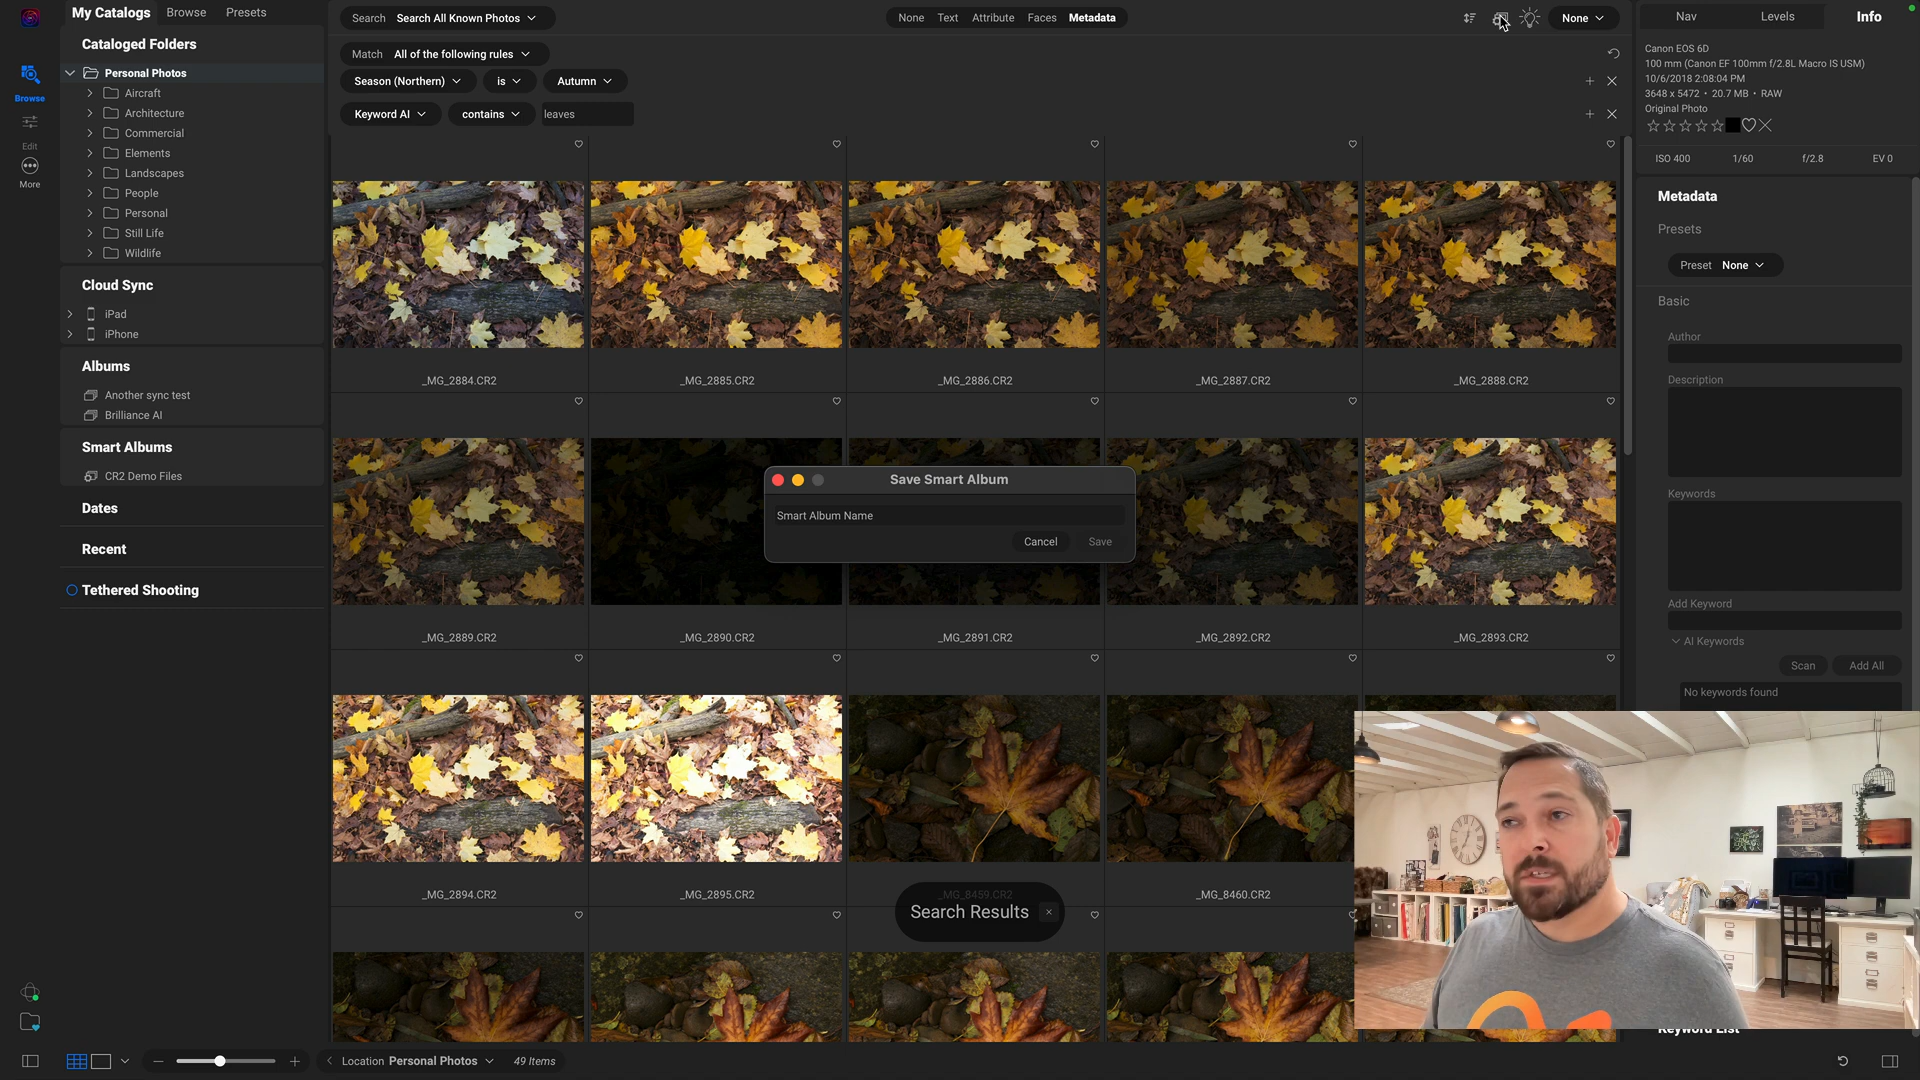 My Catalogs Browse Presets
Search Search All Known Photos
None Text Attribute Faces Metadata
None
Nav Levels Info
Cataloged Folders
Personal Photos
Aircraft
Architecture
Commercial
Elements
Landscapes
People
Personal
Still Life
Wildlife
Browse
Edit
More
Cloud Sync
iPad
iPhone
Albums
Another sync test
Brilliance AI
Smart Albums
CR2 Demo Files
Dates
Recent
Tethered Shooting
Match All of the following rules
Season (Northern) is Autumn
Keyword AI contains leaves
_MG_2884.CR2 _MG_2885.CR2 _MG_2886.CR2 _MG_2887.CR2 _MG_2888.CR2
Save Smart Album
Smart Album Name
Cancel Save
_MG_2889.CR2 _MG_2890.CR2 _MG_2891.CR2 _MG_2892.CR2 _MG_2893.CR2
_MG_2894.CR2 _MG_2895.CR2 _MG_8459.CR2 _MG_8460.CR2
Search Results
Canon EOS 6D
100 mm (Canon EF 100mm f/2.8L Macro IS USM)
10/6/2018 2:08:04 PM
3648 x 5472 • 20.7 MB • RAW
Original Photo
ISO 400 1/60 f/2.8 EV 0
Metadata
Presets
Preset None
Basic
Author
Description
Keywords
Add Keyword
AI Keywords
Scan Add All
No keywords found
Keyword List
Location Personal Photos 49 Items